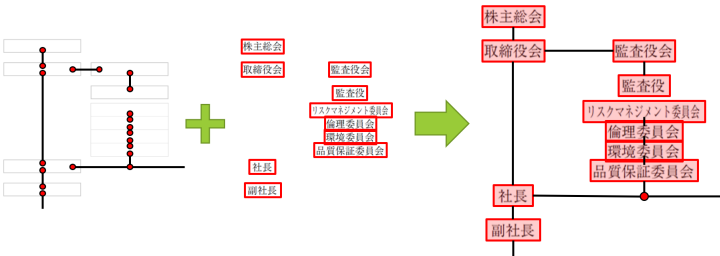 株主総会
取締役会
監査役会
監査役
リスクマネジメント委員会
倫理委員会
環境委員会
品質保証委員会
社長
副社長
株主総会
取締役会
監査役会
監査役
リスクマネジメント委員会
倫理委員会
環境委員会
品質保証委員会
社長
副社長